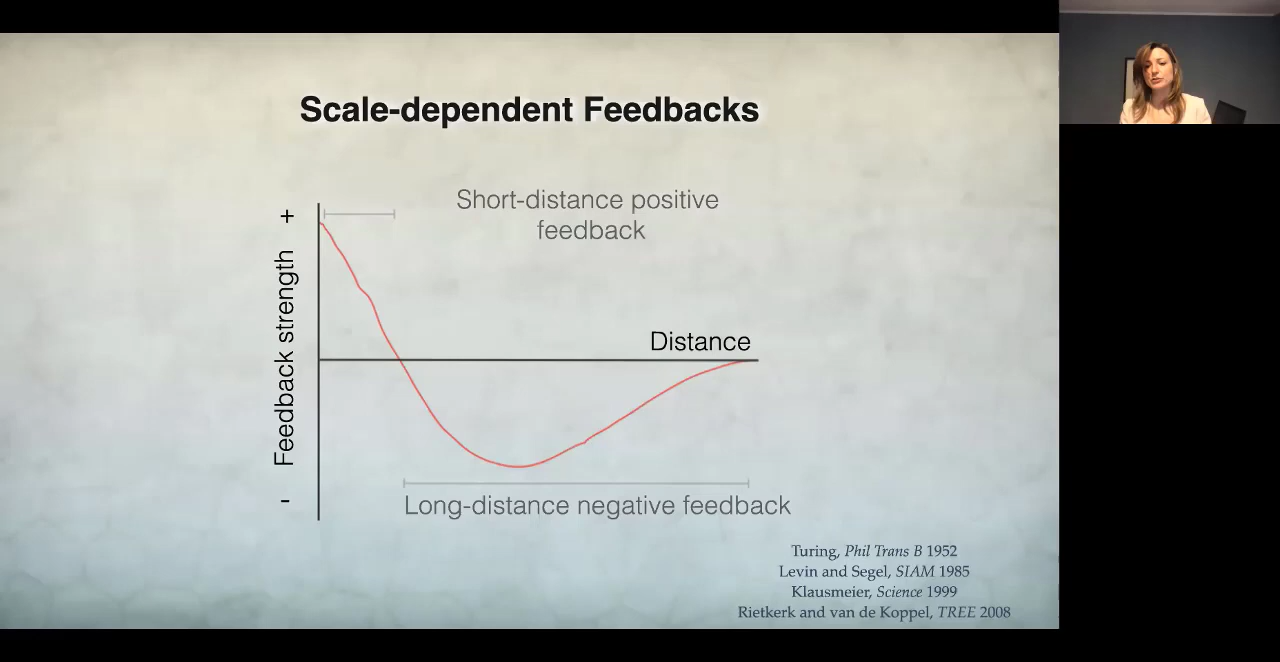 Scale-dependent Feedbacks
Short-distance positive
feedback
+
Feedback strength
-
Distance
Long-distance negative feedback
Turing, Phil Trans B 1952
Levin and Segel, SIAM 1985
Klausmeier, Science 1999
Rietkerk and van de Koppel, TREE 2008